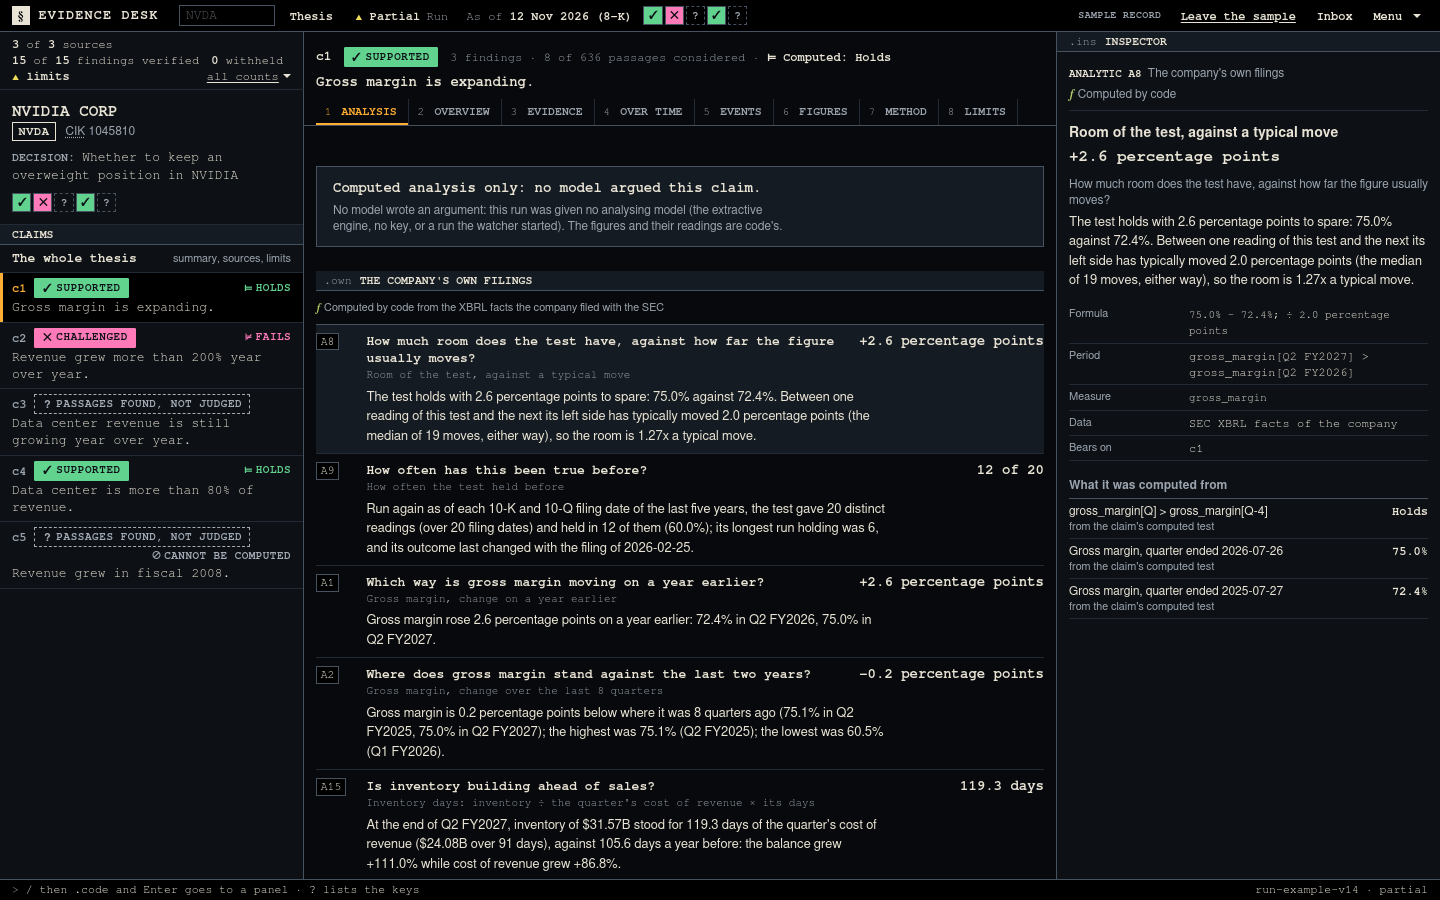 § EVIDENCE DESK NVDA Thesis ▲ Partial Run As of 12 Nov 2026 (8-K) ✓ ✕ ? ✓ ? SAMPLE RECORD Leave the sample Inbox Menu
3 of 3 sources
15 of 15 findings verified 0 withheld
▲ limits all counts
NVIDIA CORP
NVDA CIK 1045810
DECISION: Whether to keep an
overweight position in NVIDIA
✓ ✕ ? ✓ ?
CLAIMS
The whole thesis summary, sources, limits
c1 ✓ SUPPORTED ⊨ HOLDS
Gross margin is expanding.
c2 ✕ CHALLENGED ⊭ FAILS
Revenue grew more than 200% year
over year.
c3 ? PASSAGES FOUND, NOT JUDGED
Data center revenue is still
growing year over year.
c4 ✓ SUPPORTED ⊨ HOLDS
Data center is more than 80% of
revenue.
c5 ? PASSAGES FOUND, NOT JUDGED
⊘ CANNOT BE COMPUTED
Revenue grew in fiscal 2008.
c1 ✓ SUPPORTED 3 findings · 8 of 636 passages considered · ⊨ Computed: Holds
Gross margin is expanding.
1 ANALYSIS 2 OVERVIEW 3 EVIDENCE 4 OVER TIME 5 EVENTS 6 FIGURES 7 METHOD 8 LIMITS
Computed analysis only: no model argued this claim.
No model wrote an argument: this run was given no analysing model (the extractive
engine, no key, or a run the watcher started). The figures and their readings are code's.
.own THE COMPANY'S OWN FILINGS
ƒ Computed by code from the XBRL facts the company filed with the SEC
A8 How much room does the test have, against how far the figure +2.6 percentage points
usually moves?
Room of the test, against a typical move
The test holds with 2.6 percentage points to spare: 75.0% against 72.4%. Between one
reading of this test and the next its left side has typically moved 2.0 percentage points (the
median of 19 moves, either way), so the room is 1.27x a typical move.
A9 How often has this been true before? 12 of 20
How often the test held before
Run again as of each 10-K and 10-Q filing date of the last five years, the test gave 20 distinct
readings (over 20 filing dates) and held in 12 of them (60.0%); its longest run holding was 6,
and its outcome last changed with the filing of 2026-02-25.
A1 Which way is gross margin moving on a year earlier? +2.6 percentage points
Gross margin, change on a year earlier
Gross margin rose 2.6 percentage points on a year earlier: 72.4% in Q2 FY2026, 75.0% in
Q2 FY2027.
A2 Where does gross margin stand against the last two years? −0.2 percentage points
Gross margin, change over the last 8 quarters
Gross margin is 0.2 percentage points below where it was 8 quarters ago (75.1% in Q2
FY2025, 75.0% in Q2 FY2027); the highest was 75.1% (Q2 FY2025); the lowest was 60.5%
(Q1 FY2026).
A15 Is inventory building ahead of sales? 119.3 days
Inventory days: inventory ÷ the quarter's cost of revenue × its days
At the end of Q2 FY2027, inventory of $31.57B stood for 119.3 days of the quarter's cost of
revenue ($24.08B over 91 days), against 105.6 days a year before: the balance grew
+111.0% while cost of revenue grew +86.8%.
.ins INSPECTOR
ANALYTIC A8 The company's own filings
ƒ Computed by code
Room of the test, against a typical move
+2.6 percentage points
How much room does the test have, against how far the figure usually
moves?
The test holds with 2.6 percentage points to spare: 75.0%
against 72.4%. Between one reading of this test and the next its
left side has typically moved 2.0 percentage points (the median
of 19 moves, either way), so the room is 1.27x a typical move.
Formula 75.0% − 72.4%; ÷ 2.0 percentage
points
Period gross_margin[Q2 FY2027] >
gross_margin[Q2 FY2026]
Measure gross_margin
Data SEC XBRL facts of the company
Bears on c1
What it was computed from
gross_margin[Q] > gross_margin[Q-4] Holds
from the claim's computed test
Gross margin, quarter ended 2026-07-26 75.0%
from the claim's computed test
Gross margin, quarter ended 2025-07-27 72.4%
from the claim's computed test
> / then .code and Enter goes to a panel · ? lists the keys run-example-v14 · partial